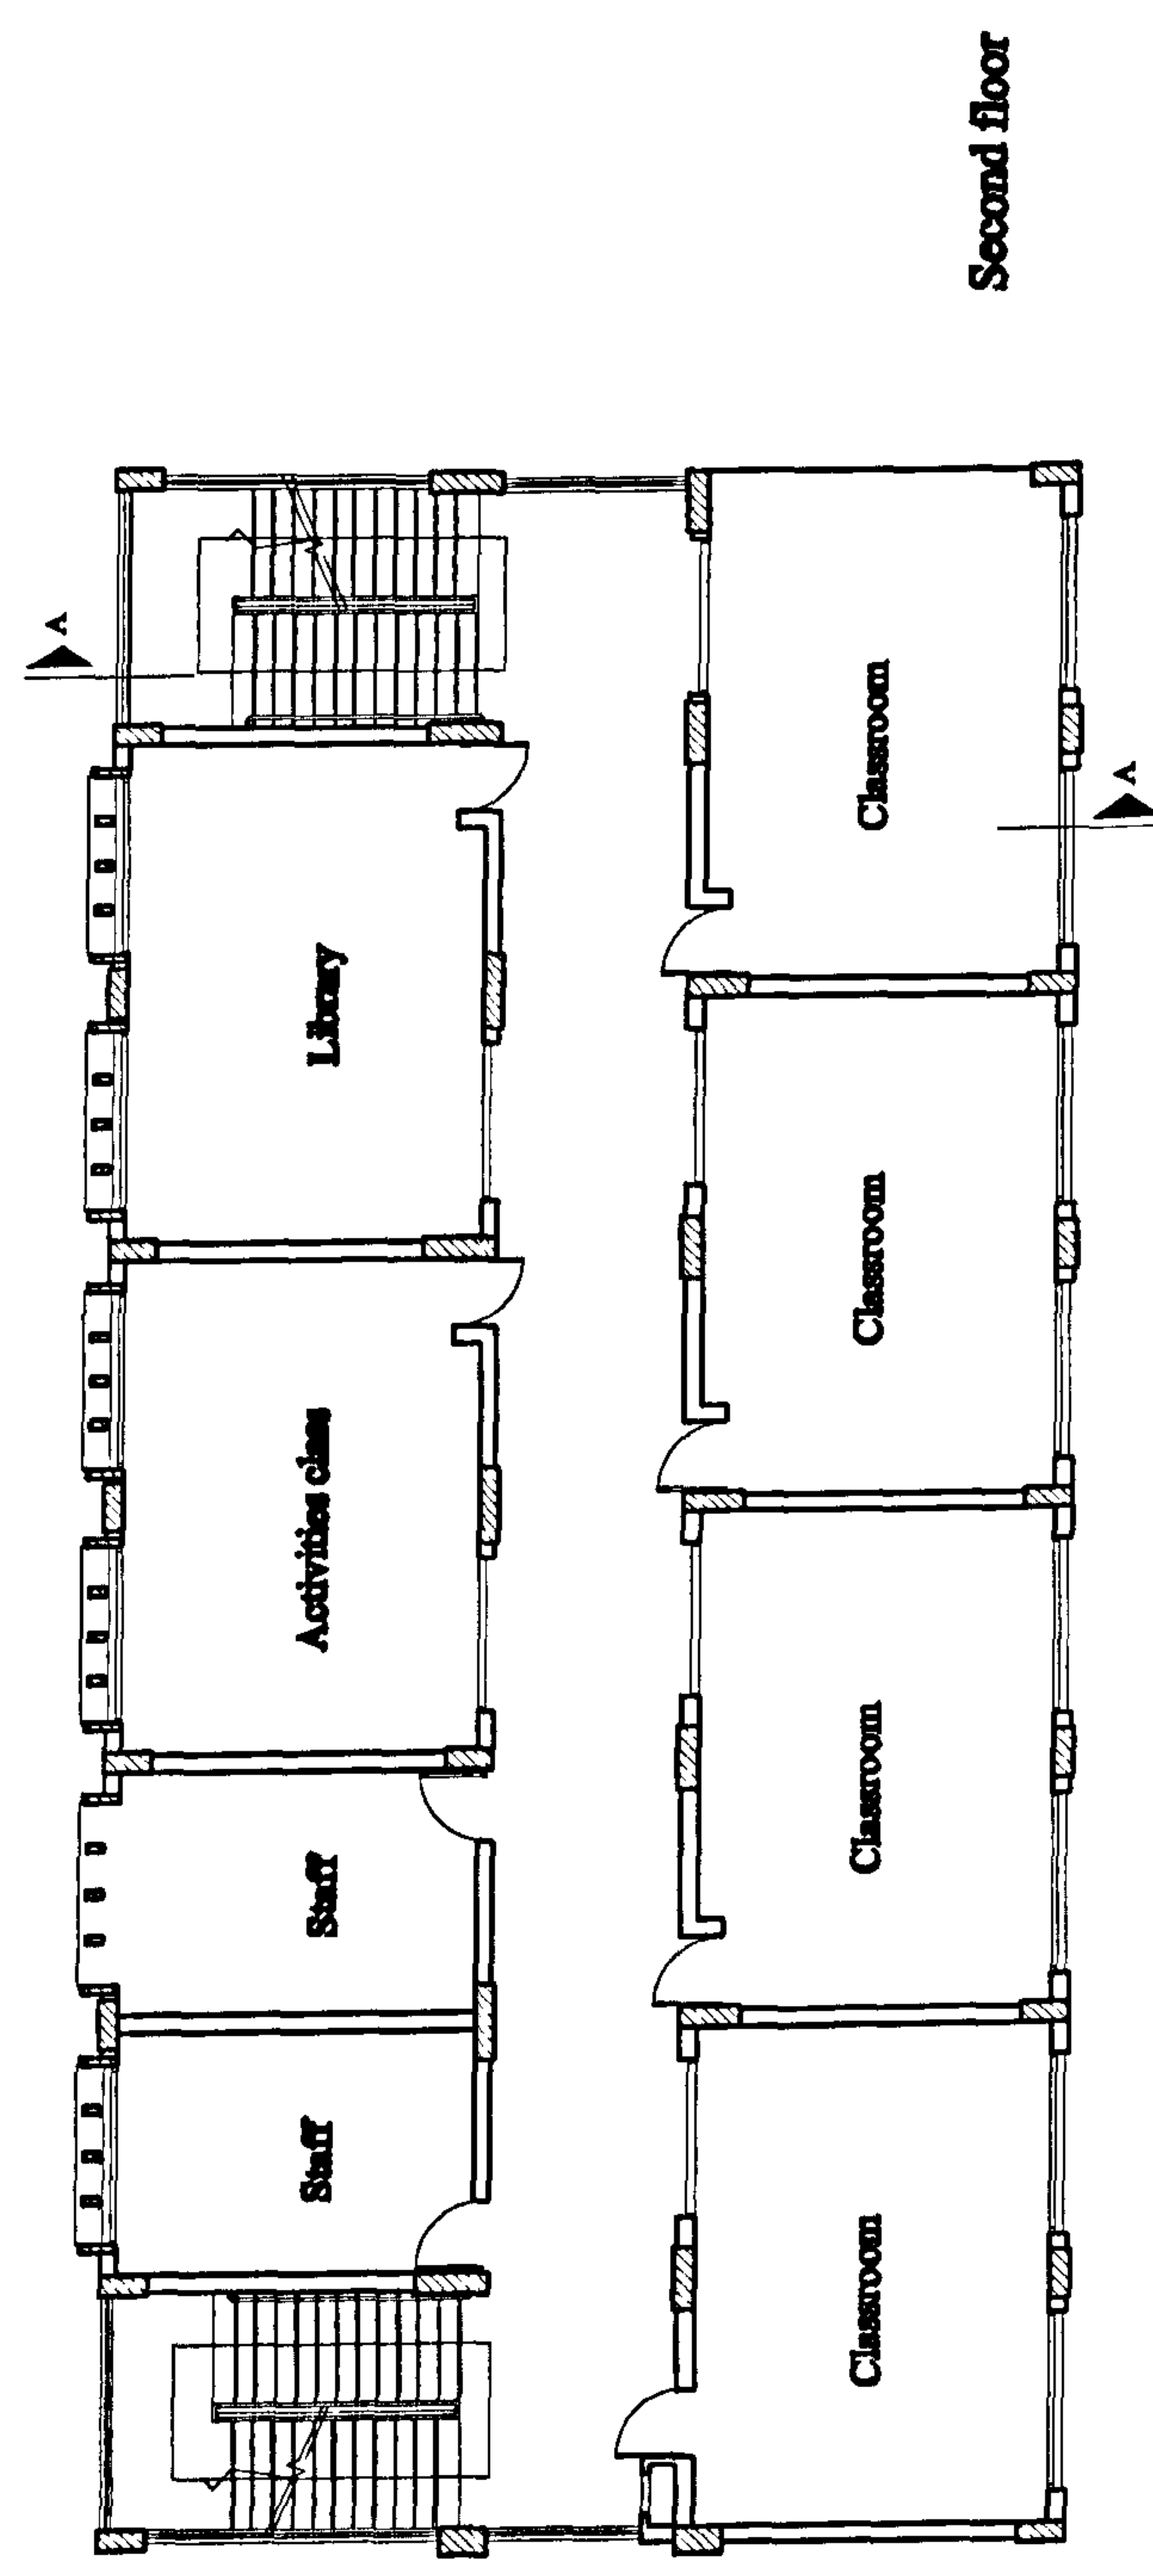 Second floor
A
Staff
Staff
Activities class
Library
Classroom
Classroom
Classroom
Classroom
A